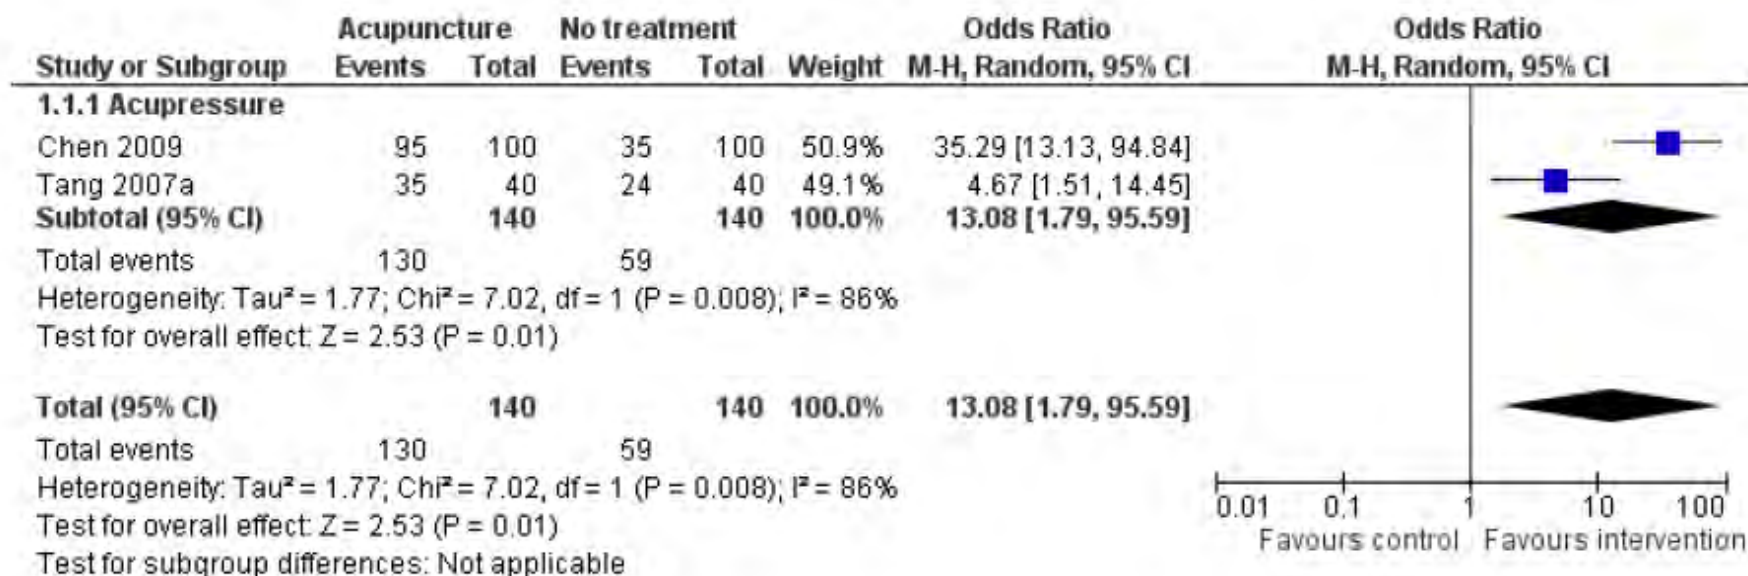 Acupuncture No treatment Odds Ratio Odds Ratio
Study or Subgroup Events Total Events Total Weight M-H, Random, 95% CI M-H, Random, 95% CI
1.1.1 Acupressure
Chen 2009 95 100 35 100 50.9% 35.29 [13.13, 94.84]
Tang 2007a 35 40 24 40 49.1% 4.67 [1.51, 14.45]
Subtotal (95% CI) 140 140 100.0% 13.08 [1.79, 95.59]
Total events 130 59
Heterogeneity: Tau² = 1.77; Chi² = 7.02, df = 1 (P = 0.008); I² = 86%
Test for overall effect: Z = 2.53 (P = 0.01)
Total (95% CI) 140 140 100.0% 13.08 [1.79, 95.59]
Total events 130 59
Heterogeneity: Tau² = 1.77; Chi² = 7.02, df = 1 (P = 0.008); I² = 86%
Test for overall effect: Z = 2.53 (P = 0.01)
Test for subgroup differences: Not applicable
0.01 0.1 1 10 100
Favours control Favours intervention